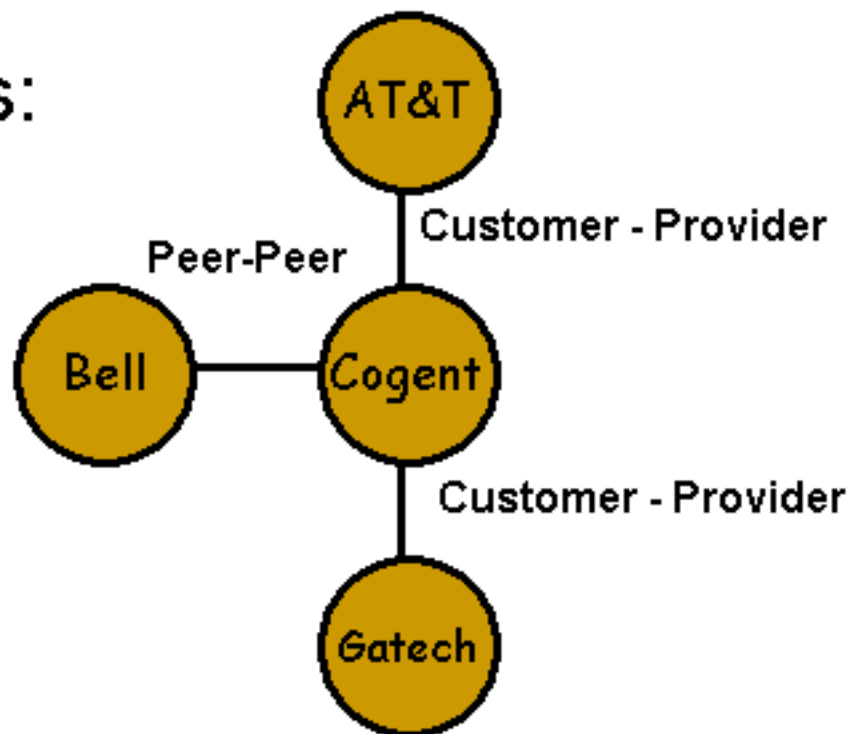 s:
AT&T
Customer - Provider
Peer-Peer
Bell
Cogent
Customer - Provider
Gatech